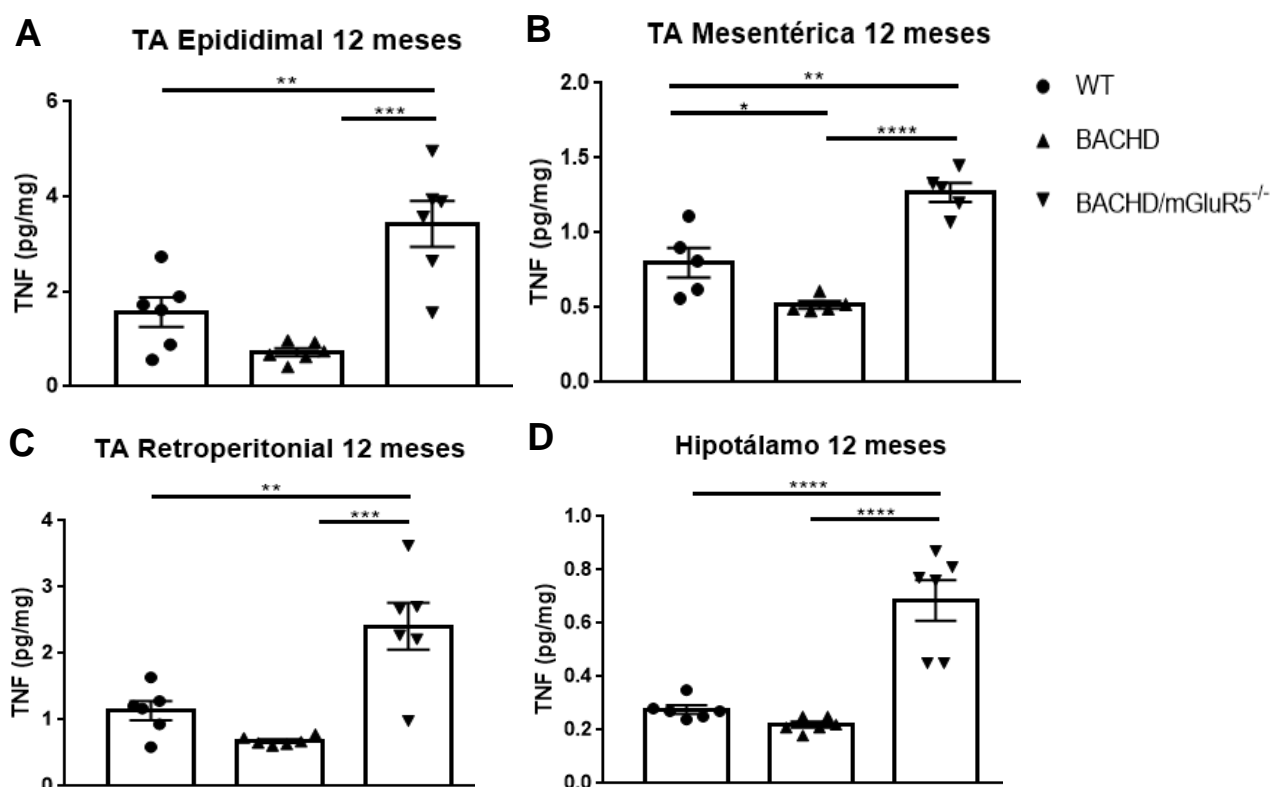 A
TA Epididimal 12 meses
**
***
6
4
2
0
TNF (pg/mg)
B
TA Mesentérica 12 meses
**
*
****
2.0
1.5
1.0
0.5
0.0
TNF (pg/mg)
WT
BACHD
BACHD/mGluR5-/-
C
TA Retroperitonial 12 meses
**
***
4
3
2
1
0
TNF (pg/mg)
D
Hipotálamo 12 meses
****
****
1.0
0.8
0.6
0.4
0.2
0.0
TNF (pg/mg)